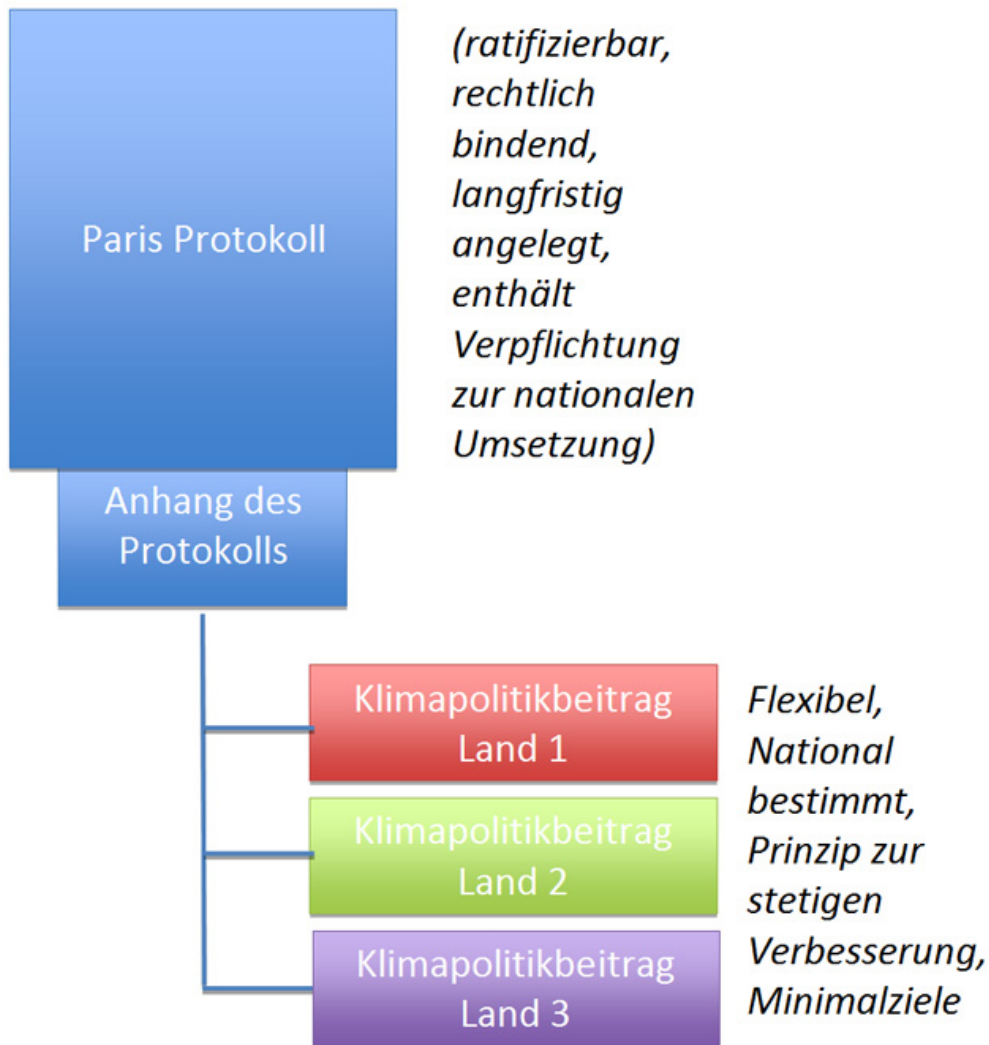 Paris Protokoll
(ratifizierbar,
rechtlich
bindend,
langfristig
angelegt,
enthält
Verpflichtung
zur nationalen
Umsetzung)
Anhang des
Protokolls
Klimapolitikbeitrag
Land 1
Klimapolitikbeitrag
Land 2
Klimapolitikbeitrag
Land 3
Flexibel,
National
bestimmt,
Prinzip zur
stetigen
Verbesserung,
Minimalziele